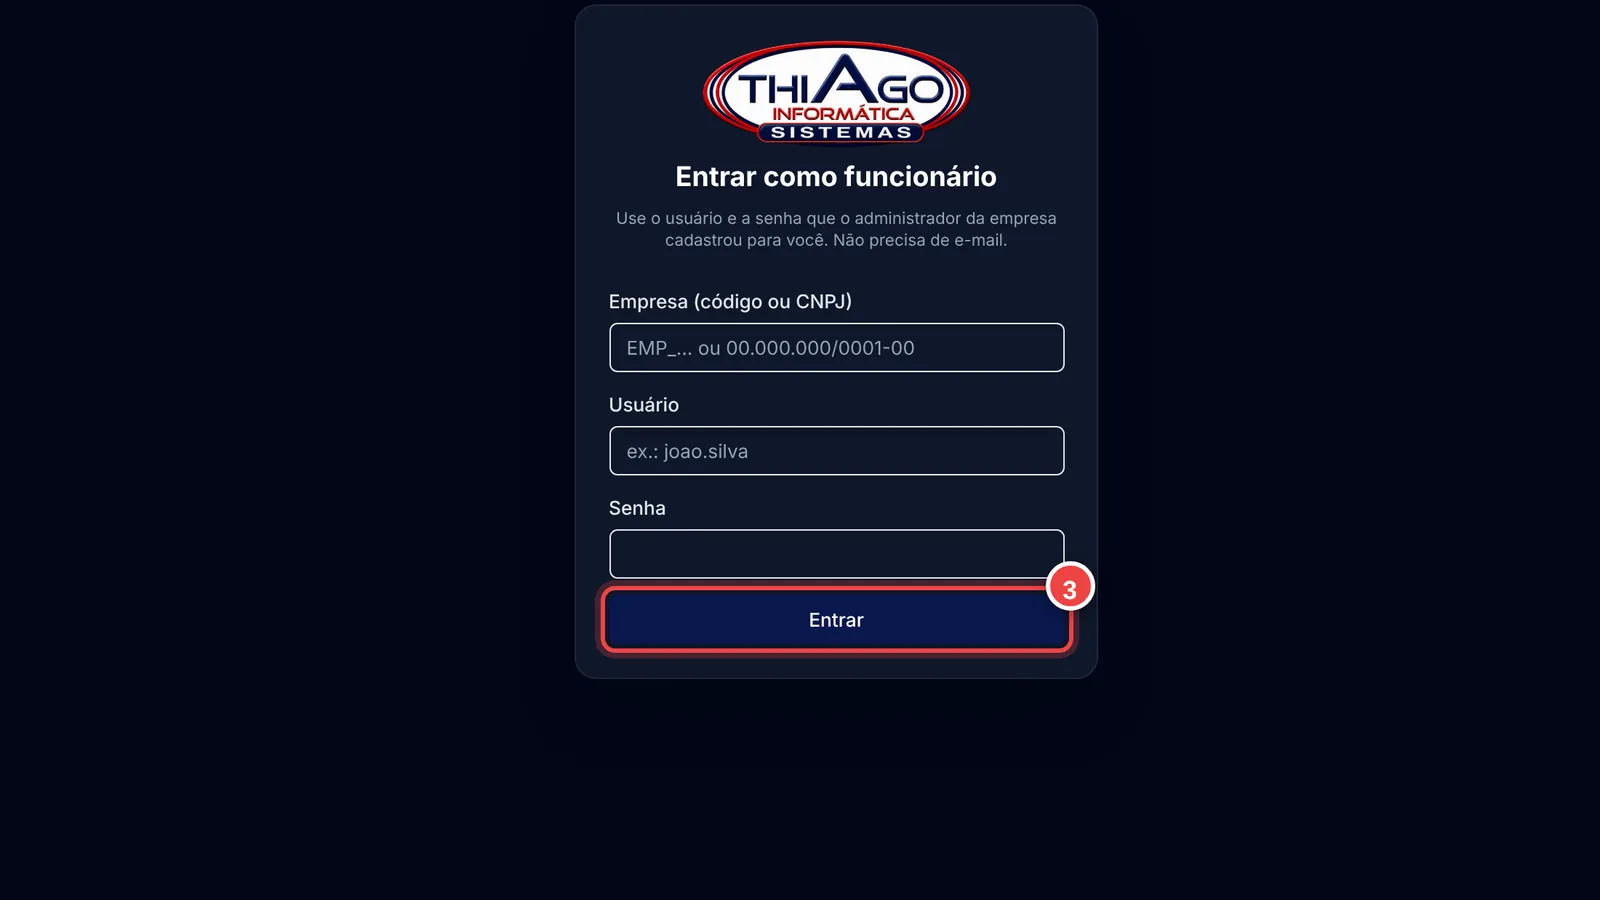 THIAGO
INFORMÁTICA
SISTEMAS
Entrar como funcionário
Use o usuário e a senha que o administrador da empresa
cadastrou para você. Não precisa de e-mail.
Empresa (código ou CNPJ)
EMP_... ou 00.000.000/0001-00
Usuário
ex.: joao.silva
Senha
3
Entrar